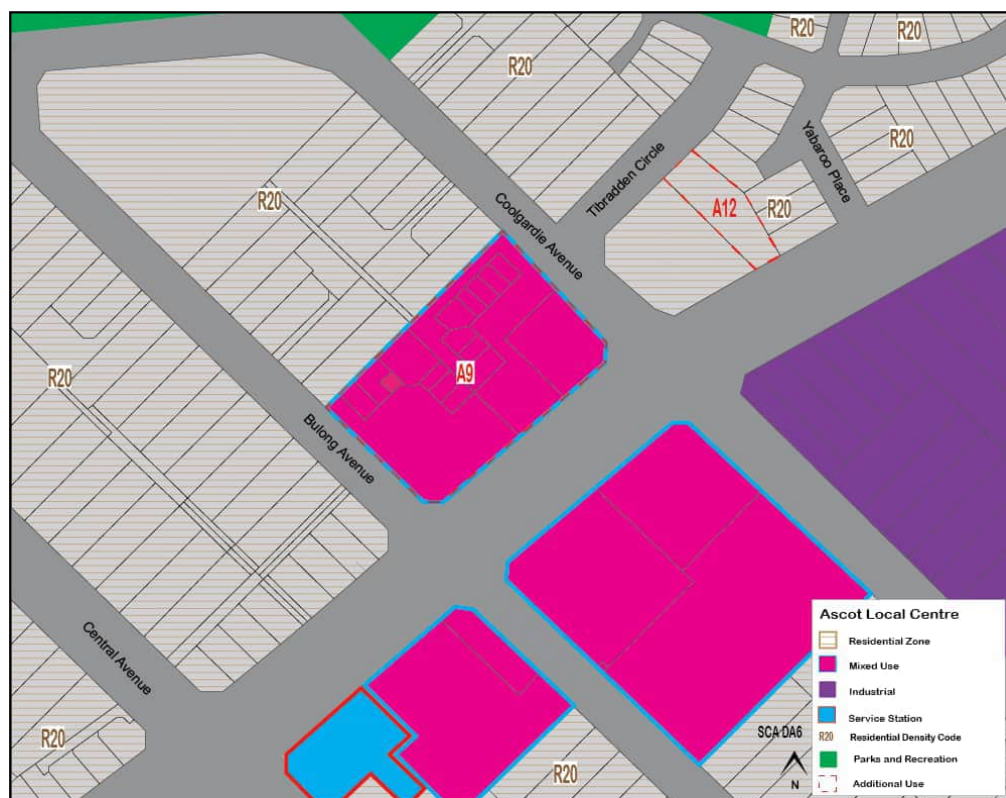 R20
R20
R20
Tibradden Circle
Yabaroo Place
R20
R20
Coolgardie Avenue
A12
R20
A9
R20
Bulong Avenue
Central Avenue
R20
R20
SCA DA6
N
Ascot Local Centre
Residential Zone
Mixed Use
Industrial
Service Station
R20 Residential Density Code
Parks and Recreation
Additional Use